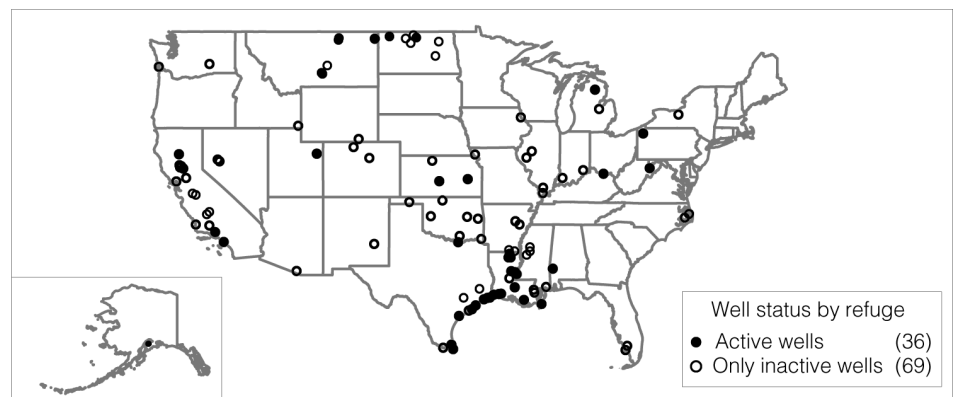 Well status by refuge
Active wells (36)
Only inactive wells (69)